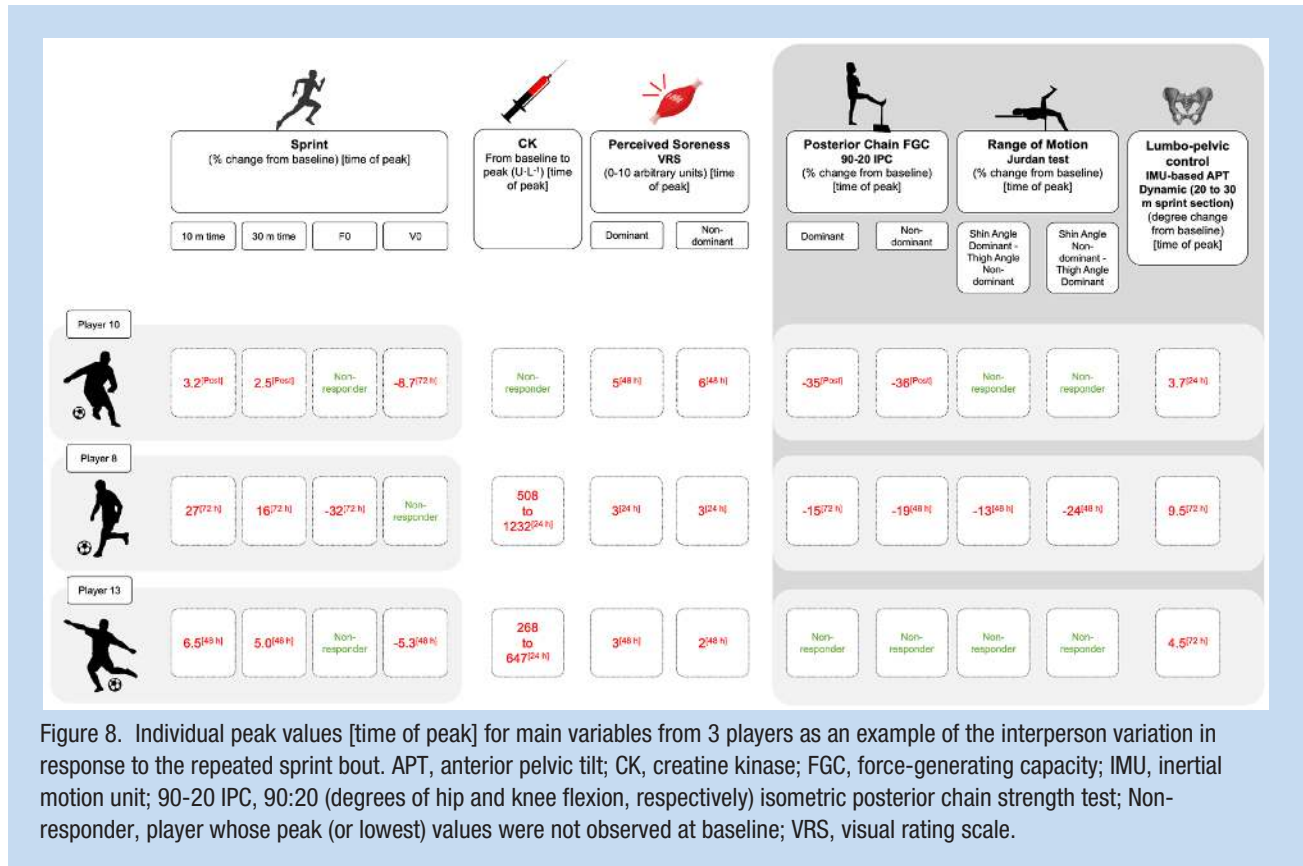 Sprint
(% change from baseline) [time of peak]
10 m time
30 m time
F0
V0
CK
From baseline to
peak (U·L⁻¹) [time
of peak]
Perceived Soreness
VRS
(0-10 arbitrary units) [time
of peak]
Dominant
Non-
dominant
Posterior Chain FGC
90-20 IPC
(% change from baseline)
[time of peak]
Dominant
Non-
dominant
Range of Motion
Jurdan test
(% change from baseline)
[time of peak]
Shin Angle
Dominant -
Thigh Angle
Non-
dominant
Shin Angle
Non-
dominant -
Thigh Angle
Dominant
Lumbo-pelvic
control
IMU-based APT
Dynamic (20 to 30
m sprint section)
(degree change
from baseline)
[time of peak]
Player 10
3.2[Post]
2.5[Post]
Non-
responder
-8.7[72 h]
Non-
responder
5[48 h]
6[48 h]
-35[Post]
-36[Post]
Non-
responder
Non-
responder
3.7[24 h]
Player 8
27[72 h]
16[72 h]
-32[72 h]
Non-
responder
508
to
1232[24 h]
3[24 h]
3[24 h]
-15[72 h]
-19[48 h]
-13[48 h]
-24[48 h]
9.5[72 h]
Player 13
6.5[48 h]
5.0[48 h]
Non-
responder
-5.3[48 h]
268
to
647[24 h]
3[48 h]
2[48 h]
Non-
responder
Non-
responder
Non-
responder
Non-
responder
4.5[72 h]
Figure 8. Individual peak values [time of peak] for main variables from 3 players as an example of the interperson variation in
response to the repeated sprint bout. APT, anterior pelvic tilt; CK, creatine kinase; FGC, force-generating capacity; IMU, inertial
motion unit; 90-20 IPC, 90:20 (degrees of hip and knee flexion, respectively) isometric posterior chain strength test; Non-
responder, player whose peak (or lowest) values were not observed at baseline; VRS, visual rating scale.